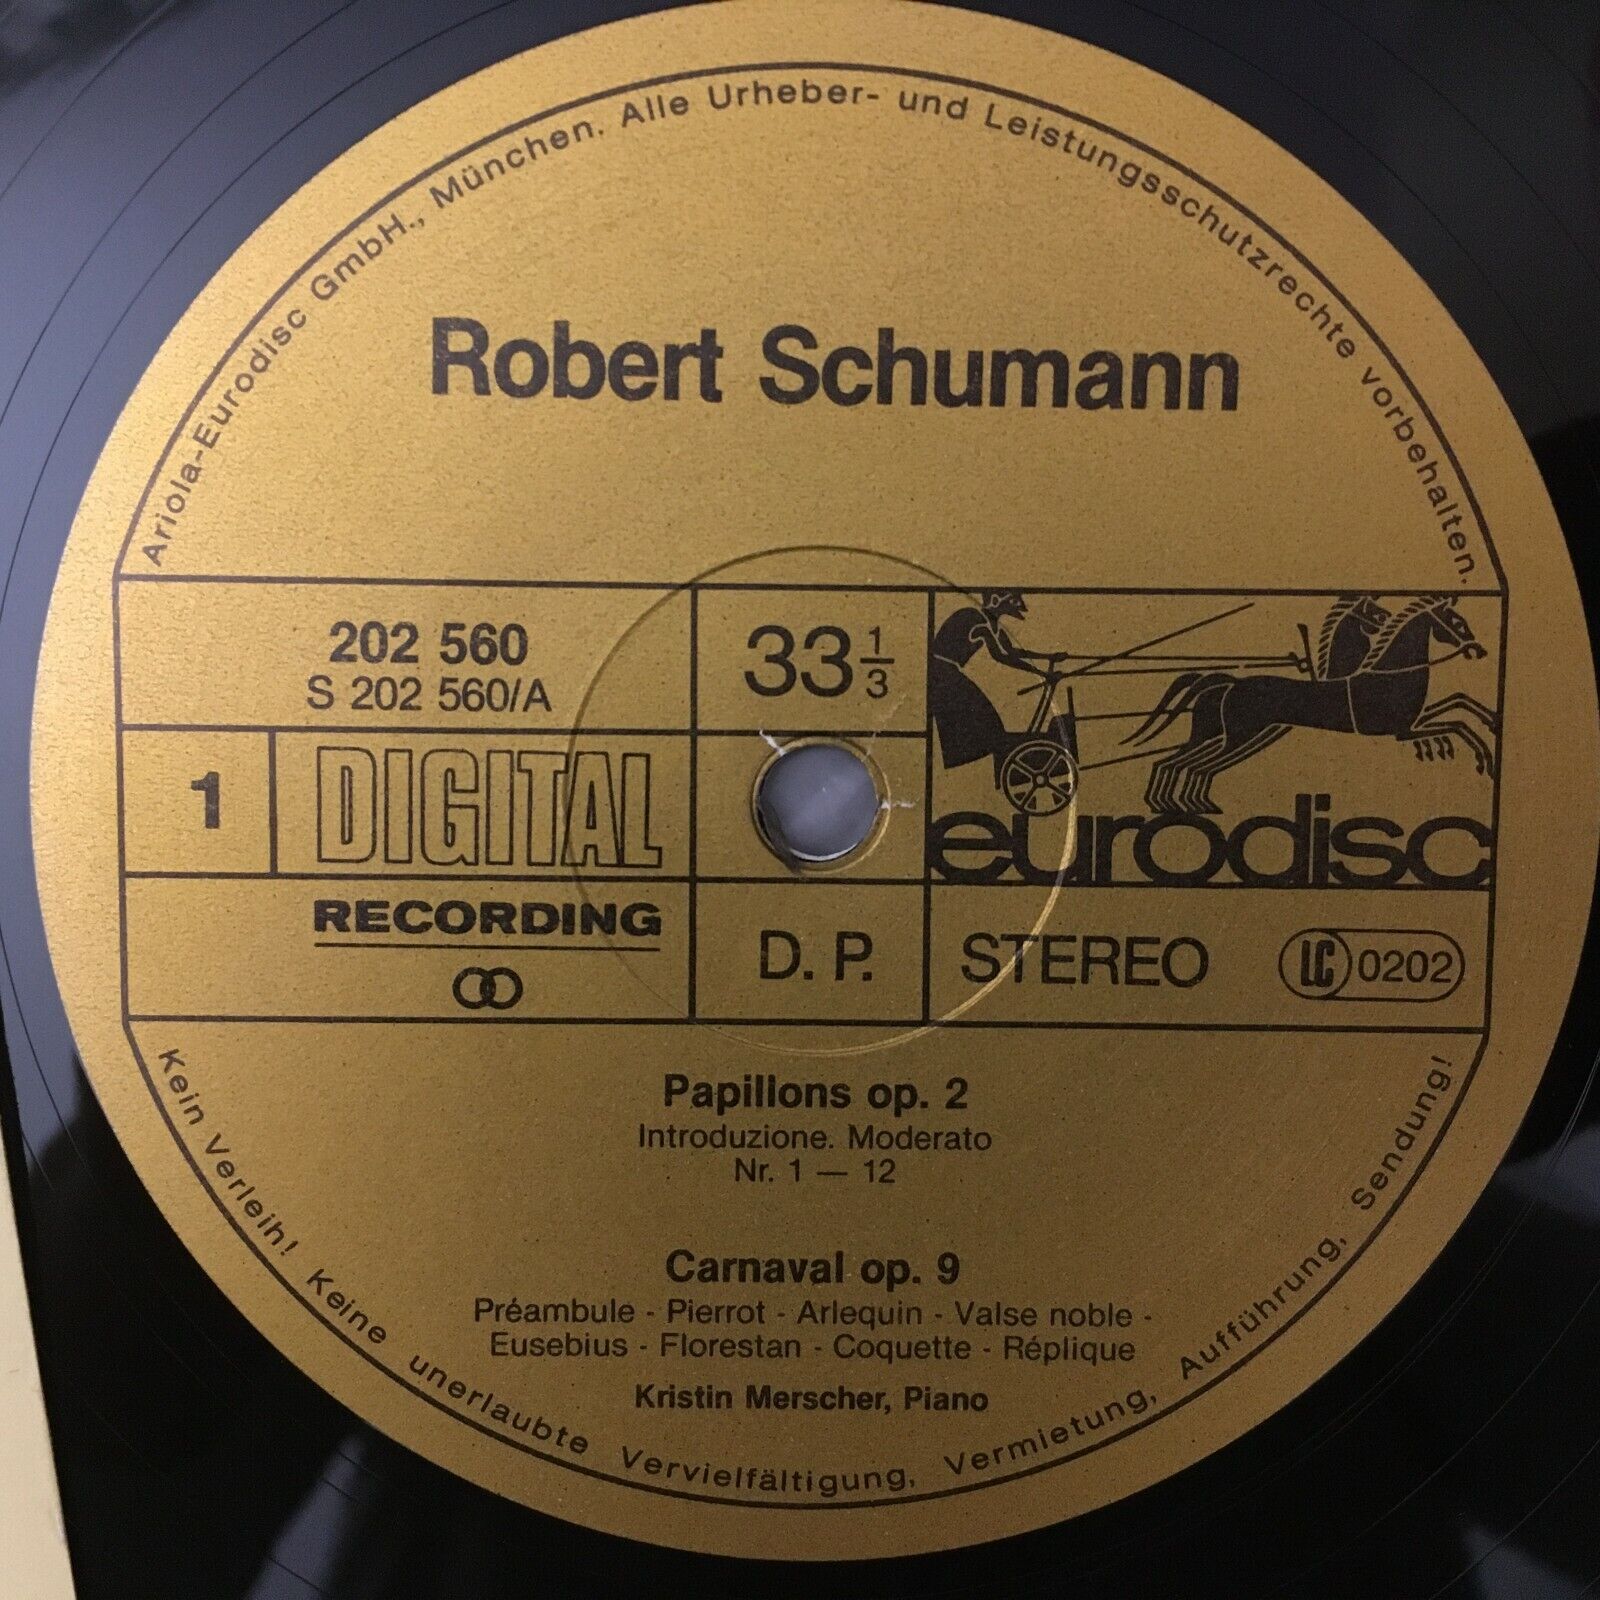 Ariola-Eurodisc GmbH., München. Alle Urheber- und Leistungsschutzrechte vorbehalten.
Robert Schumann
202 560
S 202 560/A
33 1/3
1
DIGITAL
RECORDING
D. P.
eurodisc
STEREO
LC 0202
Papillons op. 2
Introduzione. Moderato
Nr. 1 — 12
Carnaval op. 9
Préambule - Pierrot - Arlequin - Valse noble -
Eusebius - Florestan - Coquette - Réplique
Kristin Merscher, Piano
Kein Verleih! Keine unerlaubte Vervielfältigung, Vermietung, Aufführung, Sendung!